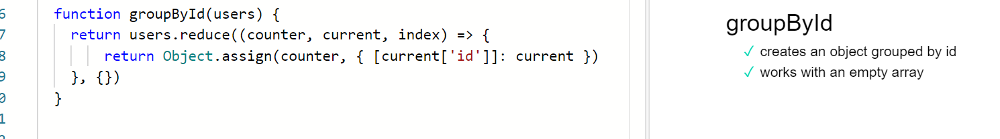 6 function groupById(users) {
7 return users.reduce((counter, current, index) => {
8 return Object.assign(counter, { [current['id']]: current })
9 }, {})
0 }
1
groupById
✓ creates an object grouped by id
✓ works with an empty array